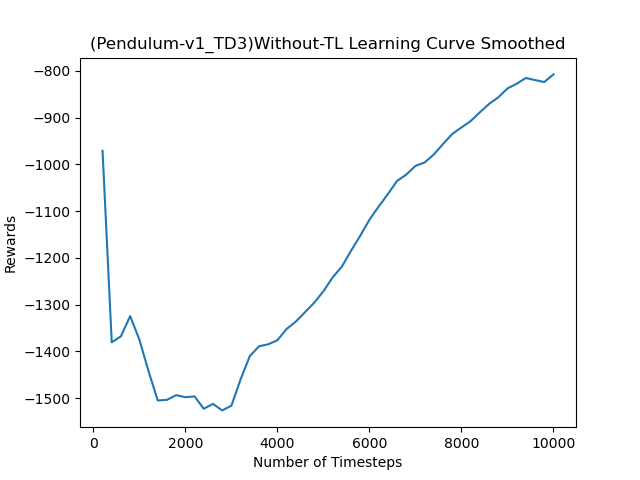 (Pendulum-v1_TD3)Without-TL Learning Curve Smoothed
−800
−900
−1000
−1100
−1200
−1300
−1400
−1500
Rewards
0 2000 4000 6000 8000 10000
Number of Timesteps